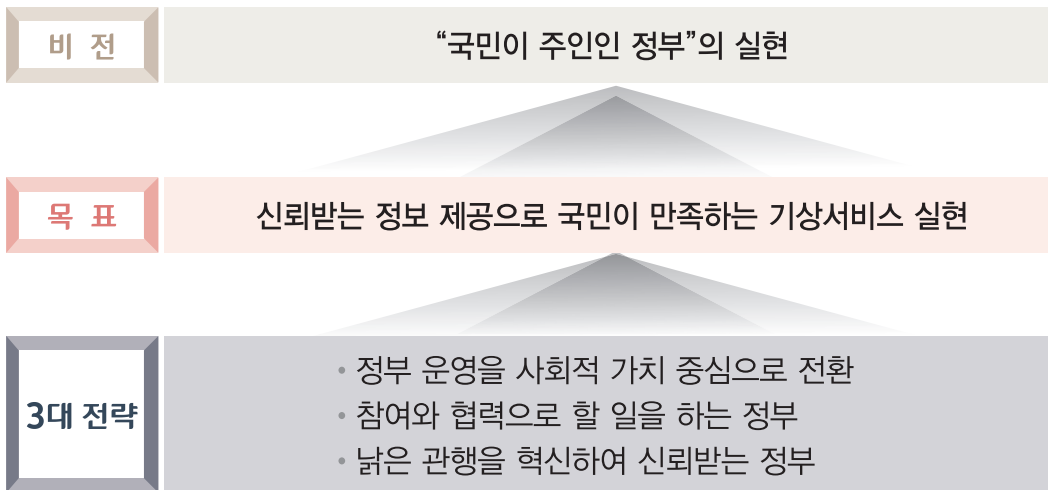 비 전
“국민이 주인인 정부”의 실현
목 표
신뢰받는 정보 제공으로 국민이 만족하는 기상서비스 실현
3대 전략
• 정부 운영을 사회적 가치 중심으로 전환
• 참여와 협력으로 할 일을 하는 정부
• 낡은 관행을 혁신하여 신뢰받는 정부